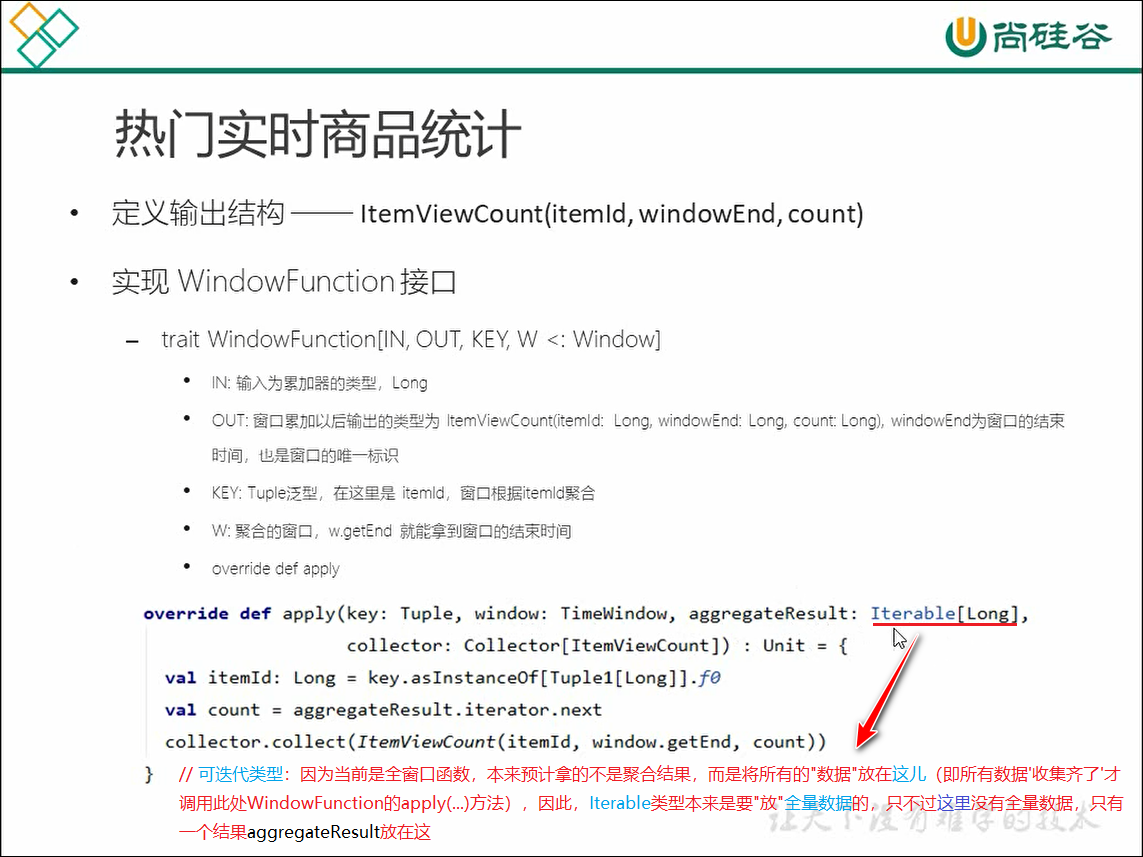 尚硅谷
热门实时商品统计
• 定义输出结构 —— ItemViewCount(itemId, windowEnd, count)
• 实现 WindowFunction 接口
– trait WindowFunction[IN, OUT, KEY, W <: Window]
• IN: 输入为累加器的类型，Long
• OUT: 窗口累加以后输出的类型为 ItemViewCount(itemId: Long, windowEnd: Long, count: Long), windowEnd为窗口的结束
时间，也是窗口的唯一标识
• KEY: Tuple泛型，在这里是 itemId，窗口根据itemId聚合
• W: 聚合的窗口，w.getEnd 就能拿到窗口的结束时间
• override def apply
override def apply(key: Tuple, window: TimeWindow, aggregateResult: Iterable[Long],
collector: Collector[ItemViewCount]) : Unit = {
val itemId: Long = key.asInstanceOf[Tuple1[Long]].f0
val count = aggregateResult.iterator.next
collector.collect(ItemViewCount(itemId, window.getEnd, count))
} // 可迭代类型：因为当前是全窗口函数，本来预计拿的不是聚合结果，而是将所有的"数据"放在这儿（即所有数据'收集齐了'才
调用此处WindowFunction的apply(...)方法），因此，Iterable类型本来是要"放"全量数据的，只不过这里没有全量数据，只有
一个结果aggregateResult放在这
让天下没有难学的技术